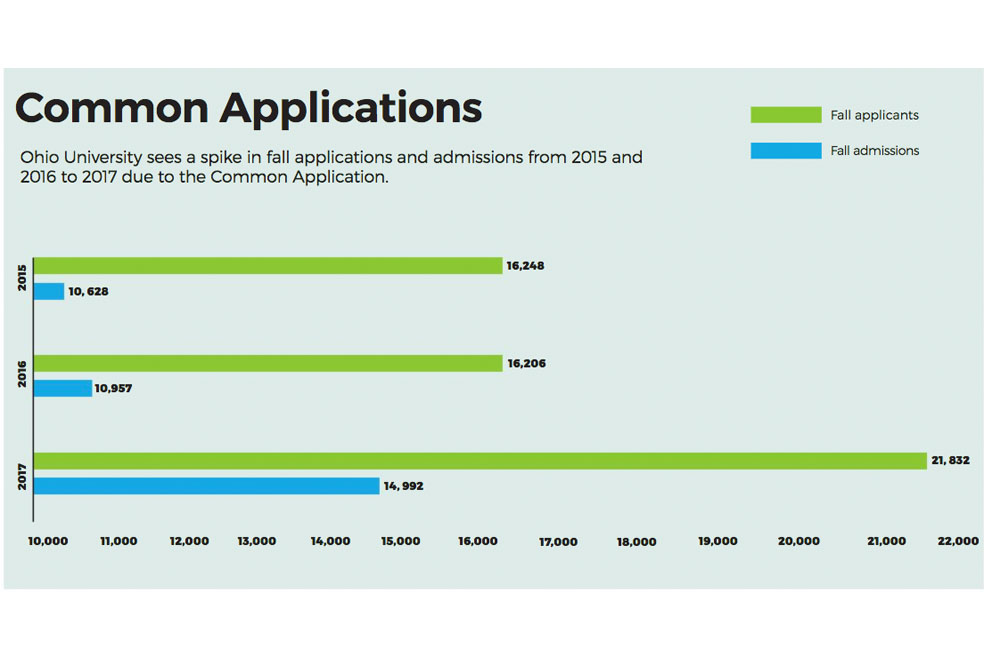 Common Applications
Fall applicants
Fall admissions
Ohio University sees a spike in fall applications and admissions from 2015 and
2016 to 2017 due to the Common Application.
2015
16,248
10, 628
2016
16,206
10,957
2017
21, 832
14, 992
10,000 11,000 12,000 13,000 14,000 15,000 16,000 17,000 18,000 19,000 20,000 21,000 22,000